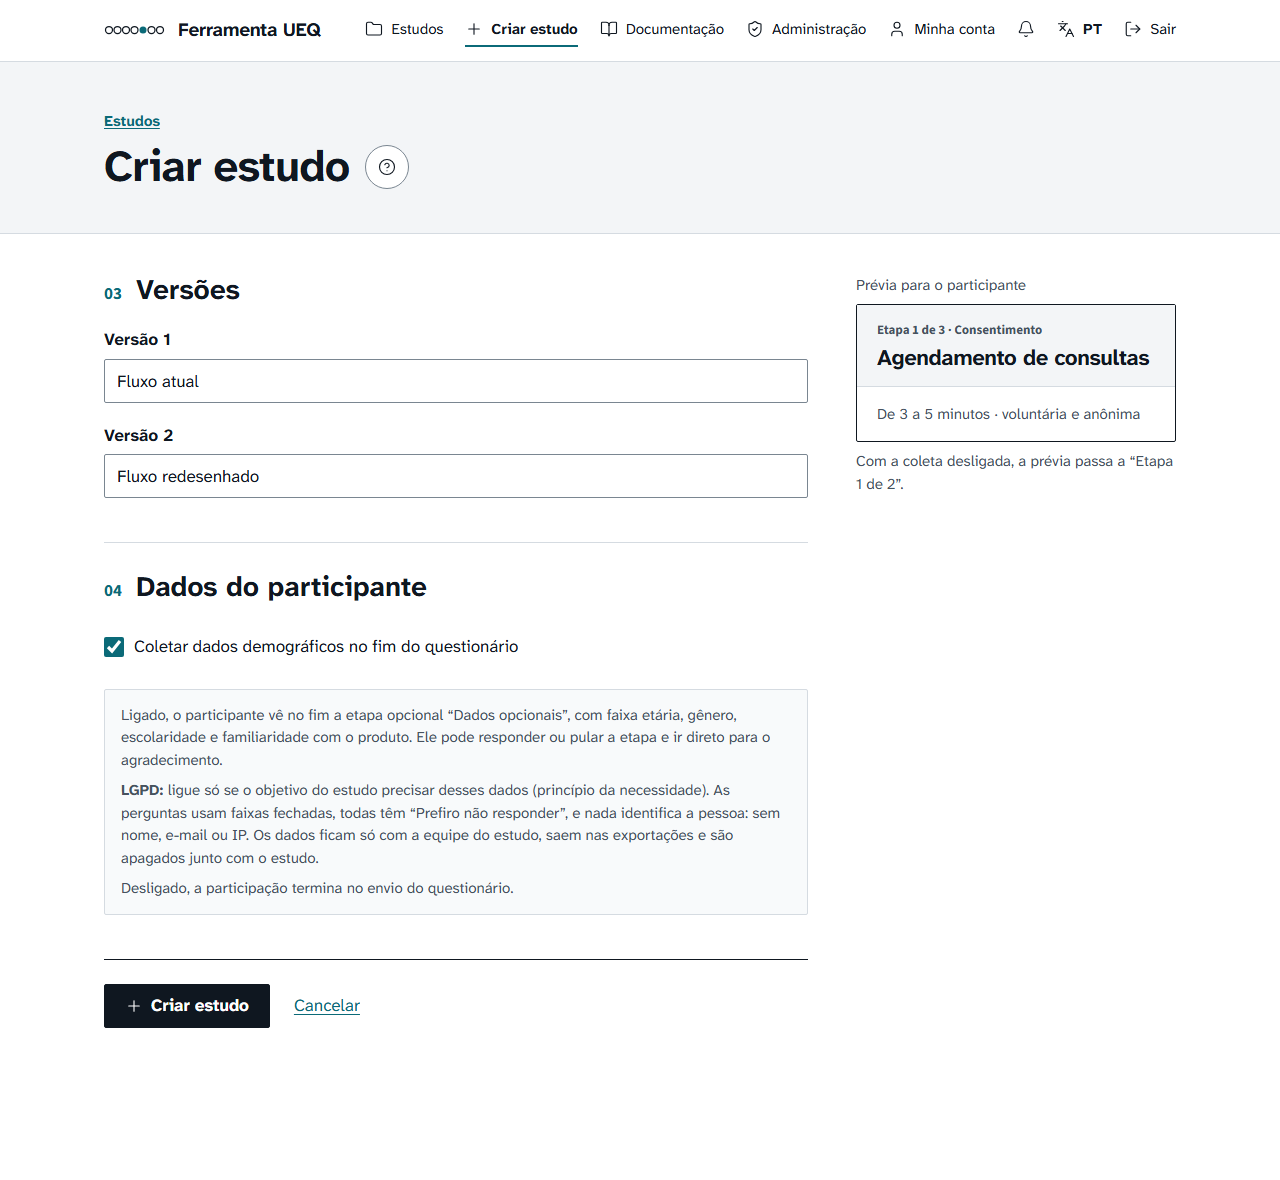 Ferramenta UEQ
Estudos
Criar estudo
Documentação
Administração
Minha conta
PT
Sair
Estudos
Criar estudo
03 Versões
Versão 1
Fluxo atual
Versão 2
Fluxo redesenhado
04 Dados do participante
Coletar dados demográficos no fim do questionário
Ligado, o participante vê no fim a etapa opcional “Dados opcionais”, com faixa etária, gênero,
escolaridade e familiaridade com o produto. Ele pode responder ou pular a etapa e ir direto para o
agradecimento.
LGPD: ligue só se o objetivo do estudo precisar desses dados (princípio da necessidade). As
perguntas usam faixas fechadas, todas têm “Prefiro não responder”, e nada identifica a pessoa: sem
nome, e-mail ou IP. Os dados ficam só com a equipe do estudo, saem nas exportações e são
apagados junto com o estudo.
Desligado, a participação termina no envio do questionário.
Criar estudo
Cancelar
Prévia para o participante
Etapa 1 de 3 · Consentimento
Agendamento de consultas
De 3 a 5 minutos · voluntária e anônima
Com a coleta desligada, a prévia passa a “Etapa
1 de 2”.